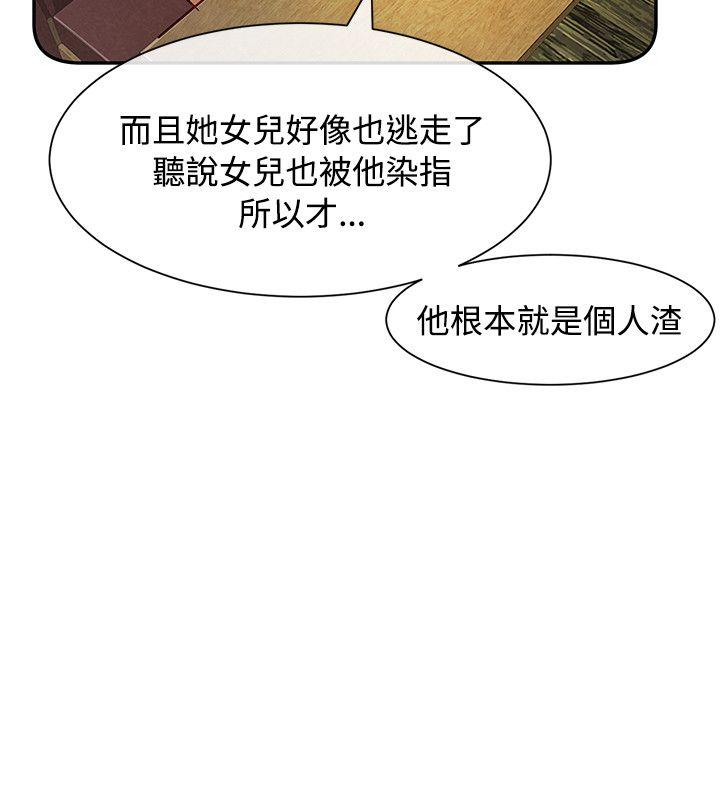 而且她女兒好像也逃走了
聽說女兒也被他染指
所以才...
他根本就是個人渣